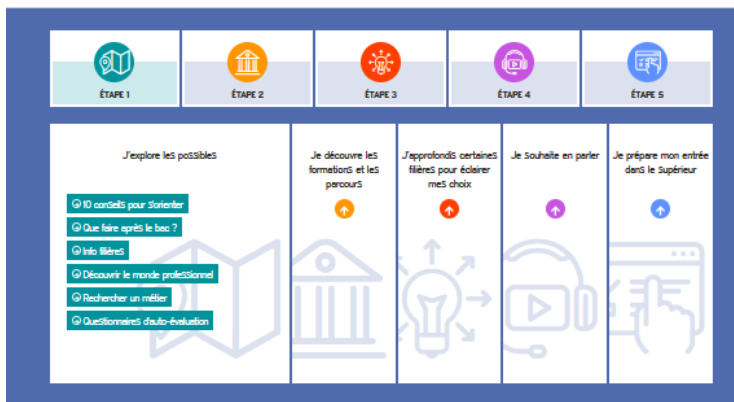 ÉTAPE 1
ÉTAPE 2
ÉTAPE 3
ÉTAPE 4
ÉTAPE 5
J'explore les possibles
10 conseils pour s'orienter
Que faire après le bac ?
Info filières
Découvrir le monde professionnel
Rechercher un métier
Questionnaires d'auto-évaluation
Je découvre les
formations et les
parcours
J'approfondis certaines
filières pour éclairer
mes choix
Je souhaite en parler
Je prépare mon entrée
dans le supérieur